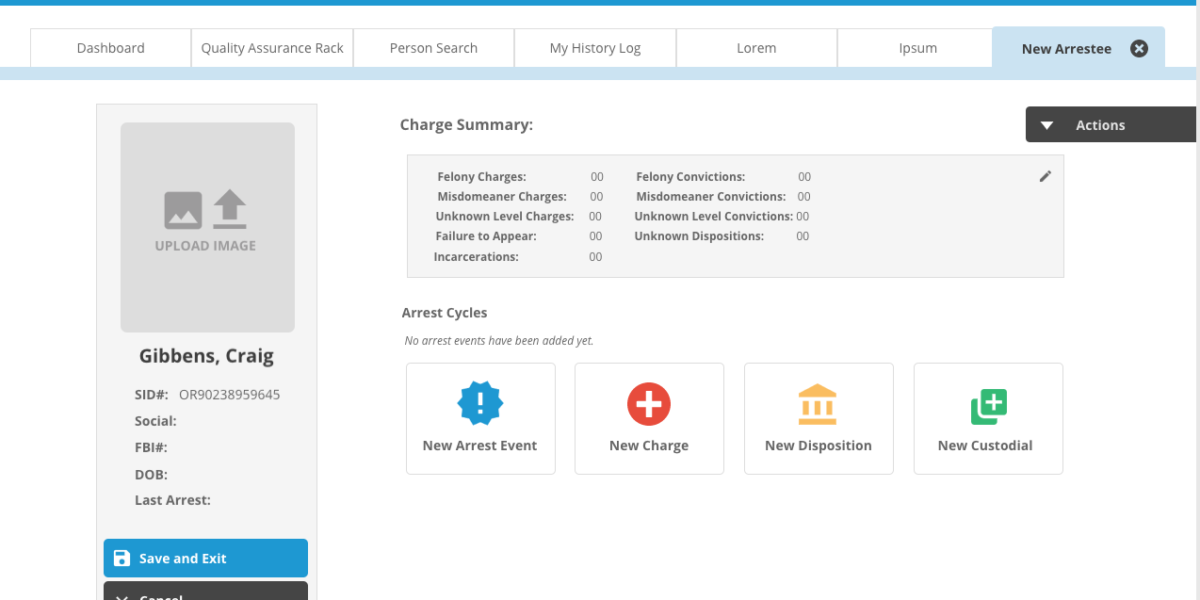 Dashboard
Quality Assurance Rack
Person Search
My History Log
Lorem
Ipsum
New Arrestee
UPLOAD IMAGE
Gibbens, Craig
SID#: OR90238959645
Social:
FBI#:
DOB:
Last Arrest:
Save and Exit
Cancel
Charge Summary:
Actions
Felony Charges: 00 Felony Convictions: 00
Misdomeaner Charges: 00 Misdomeaner Convictions: 00
Unknown Level Charges: 00 Unknown Level Convictions: 00
Failure to Appear: 00 Unknown Dispositions: 00
Incarcerations: 00
Arrest Cycles
No arrest events have been added yet.
New Arrest Event
New Charge
New Disposition
New Custodial